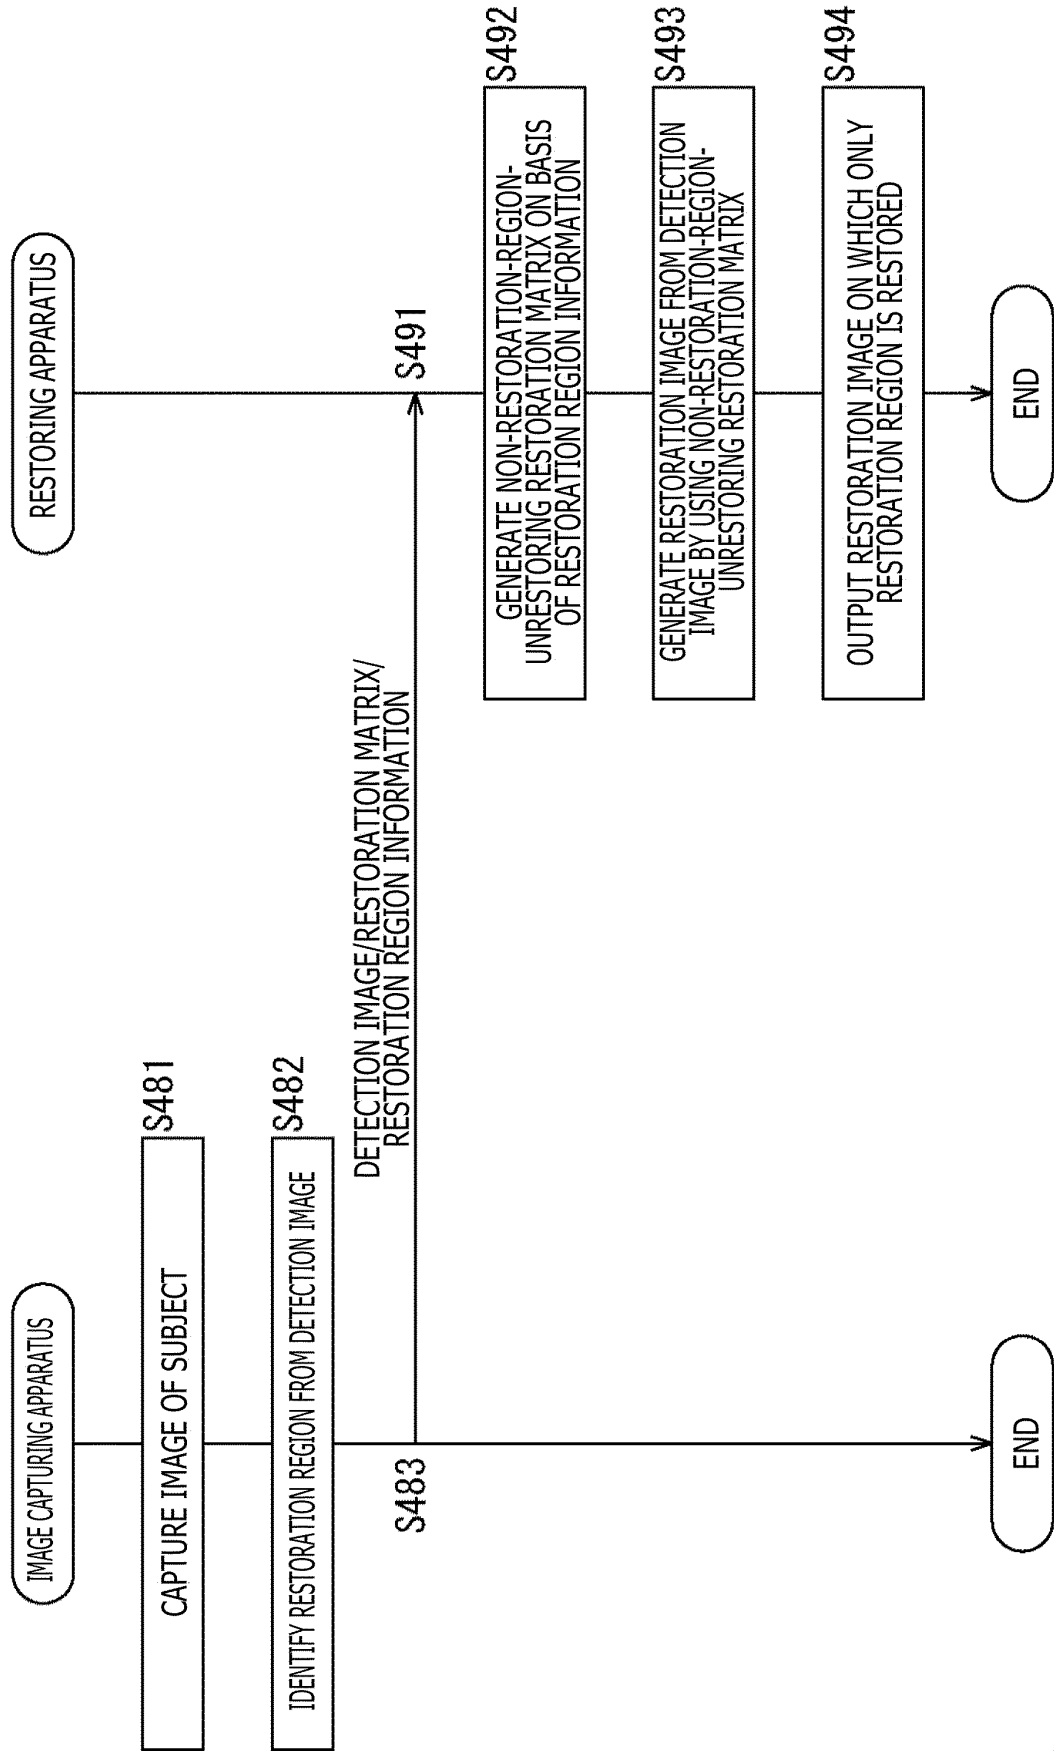 IMAGE CAPTURING APPARATUS
S481
CAPTURE IMAGE OF SUBJECT
S482
IDENTIFY RESTORATION REGION FROM DETECTION IMAGE
S483
DETECTION IMAGE/RESTORATION MATRIX/
RESTORATION REGION INFORMATION
END
RESTORING APPARATUS
S491
S492
GENERATE NON-RESTORATION-REGION-
UNRESTORING RESTORATION MATRIX ON BASIS
OF RESTORATION REGION INFORMATION
S493
GENERATE RESTORATION IMAGE FROM DETECTION
IMAGE BY USING NON-RESTORATION-REGION-
UNRESTORING RESTORATION MATRIX
S494
OUTPUT RESTORATION IMAGE ON WHICH ONLY
RESTORATION REGION IS RESTORED
END